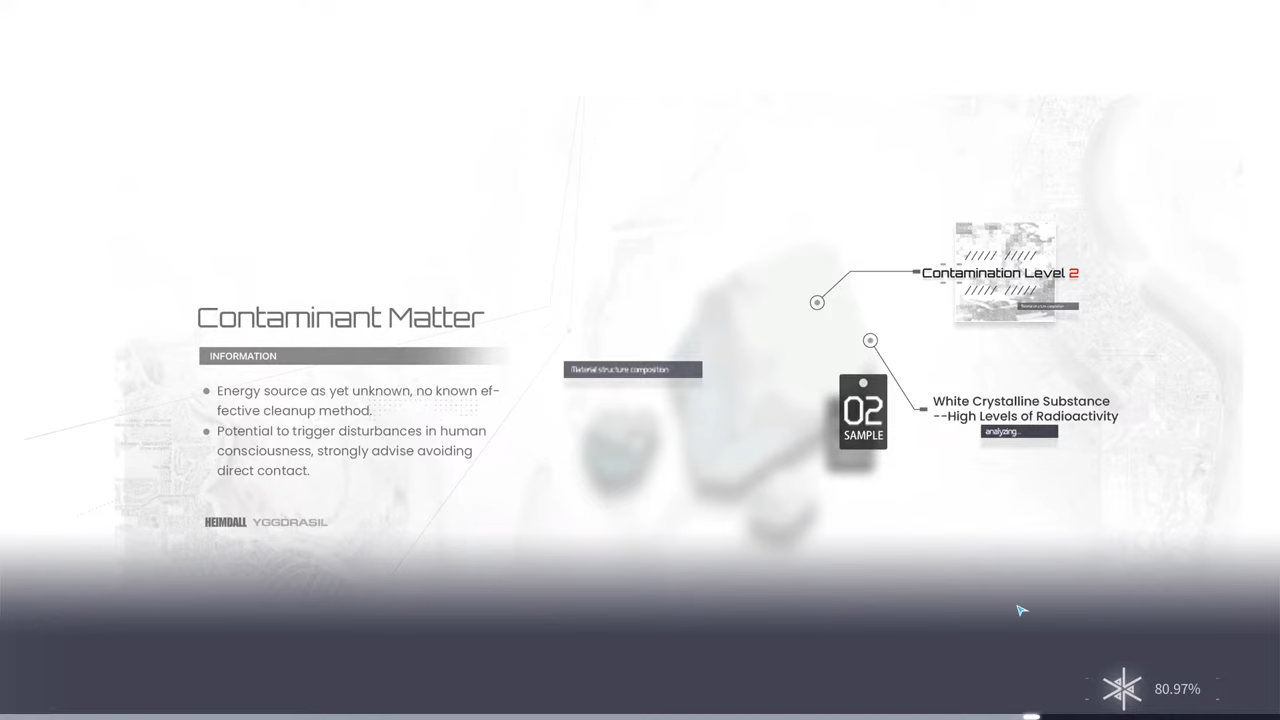 Contaminant Matter
INFORMATION
Energy source as yet unknown, no known ef-
fective cleanup method.
Potential to trigger disturbances in human
consciousness, strongly advise avoiding
direct contact.
HEIMDALL YGGDRASIL
Material structure composition
Contamination Level 2
02
SAMPLE
White Crystalline Substance
--High Levels of Radioactivity
analyzing...
80.97%